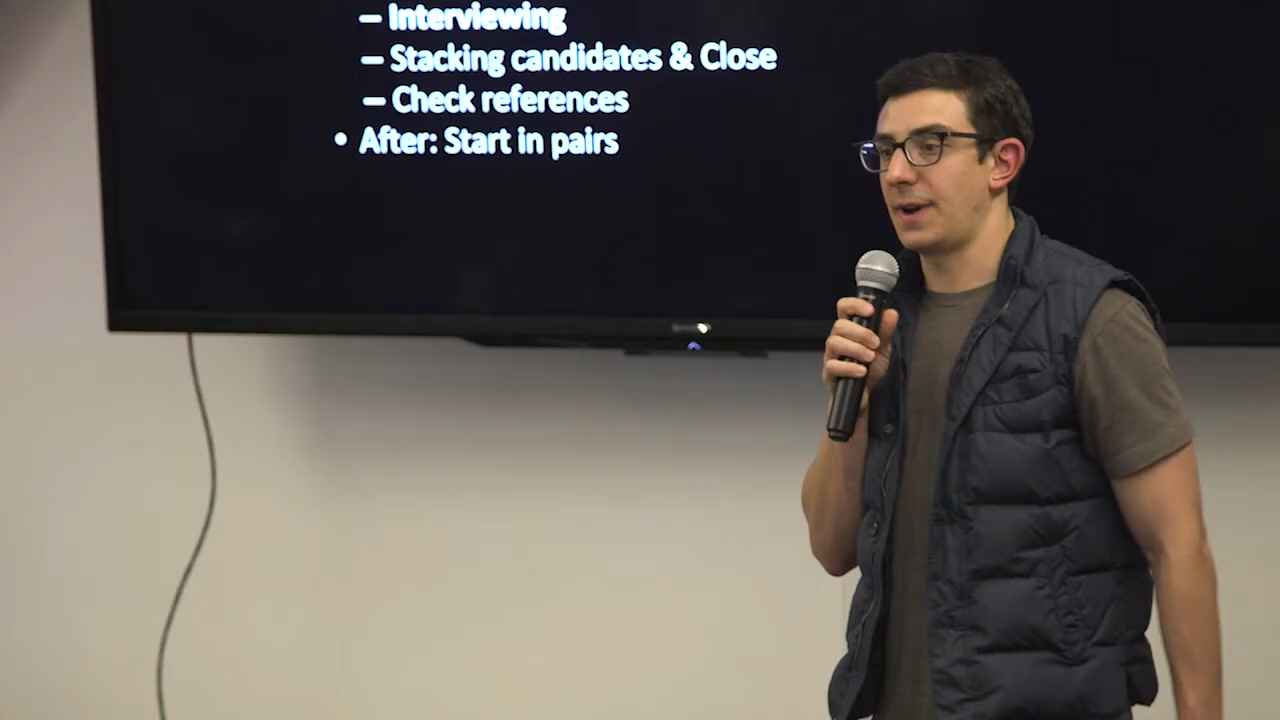 – Interviewing
– Stacking candidates & Close
– Check references
• After: Start in pairs